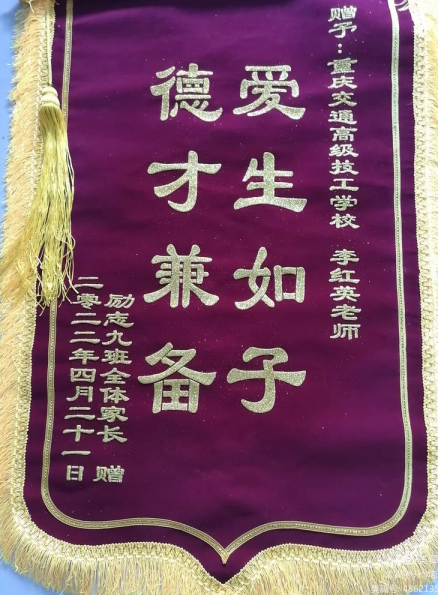 赠予：重庆交通高级技工学校 李红英老师
爱生如子
德才兼备
励志九班全体家长 赠
二零二二年四月二十一日